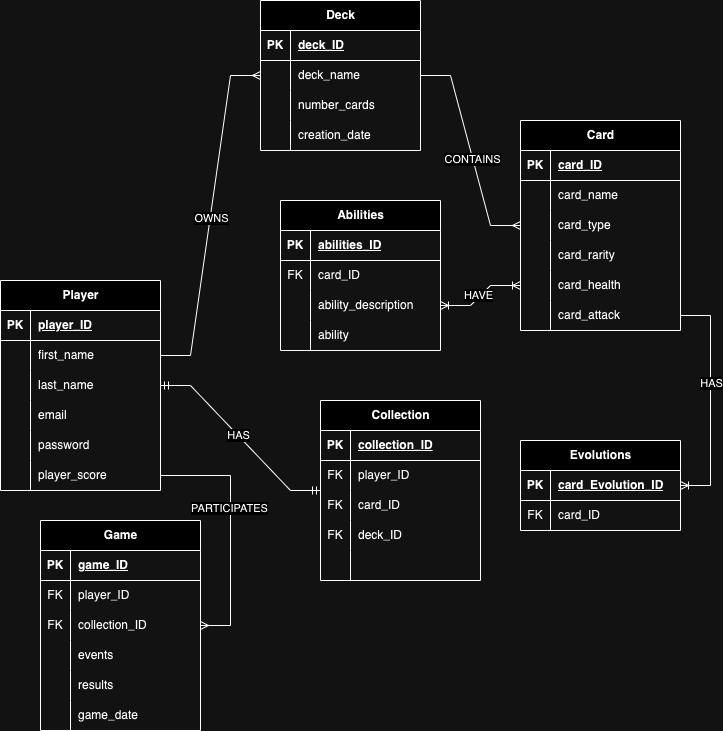 Deck
PK deck_ID
deck_name
number_cards
creation_date
OWNS
CONTAINS
Card
PK card_ID
card_name
card_type
card_rarity
card_health
card_attack
Abilities
PK abilities_ID
FK card_ID
ability_description
ability
HAVE
Player
PK player_ID
first_name
last_name
email
password
player_score
HAS
HAS
Collection
PK collection_ID
FK player_ID
FK card_ID
FK deck_ID
Evolutions
PK card_Evolution_ID
FK card_ID
PARTICIPATES
Game
PK game_ID
FK player_ID
FK collection_ID
events
results
game_date